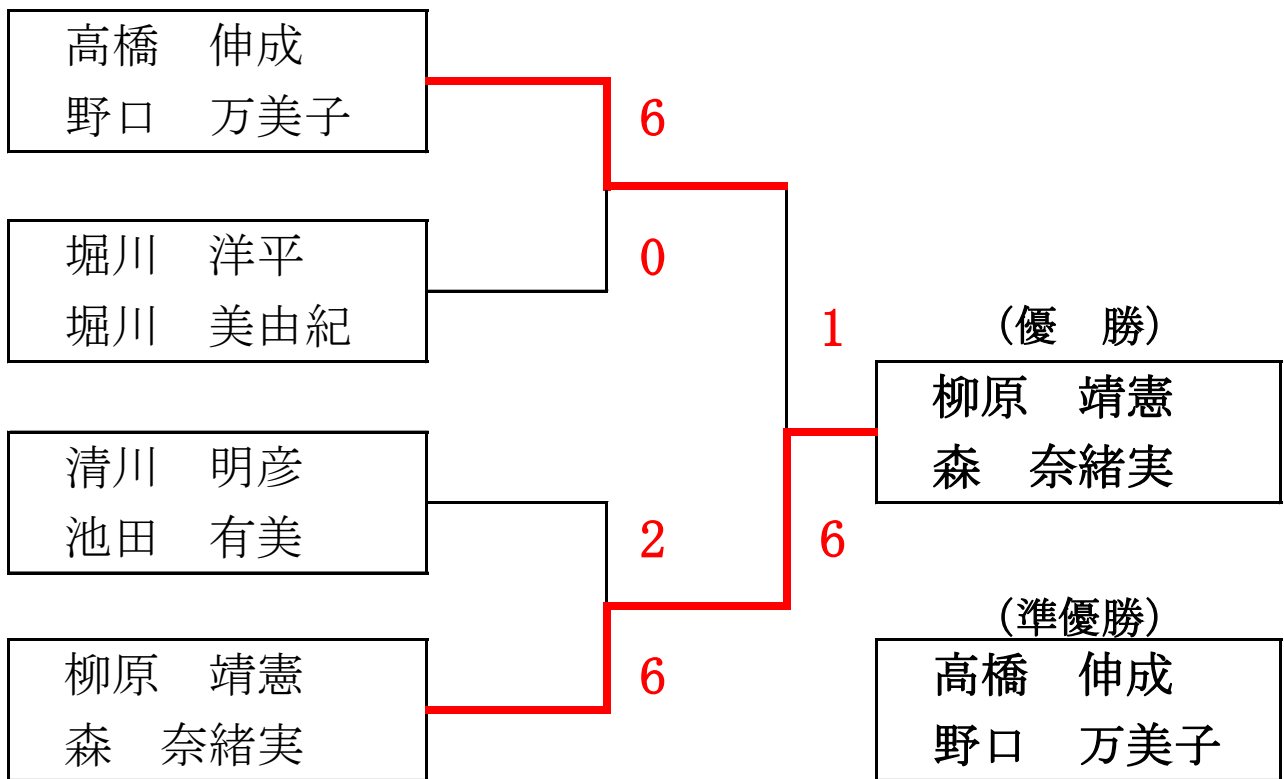 高橋　伸成
野口　万美子
6
堀川　洋平
堀川　美由紀
0
1
(優　勝)
柳原　靖憲
森　奈緒実
清川　明彦
池田　有美
2
6
柳原　靖憲
森　奈緒実
6
(準優勝)
高橋　伸成
野口　万美子